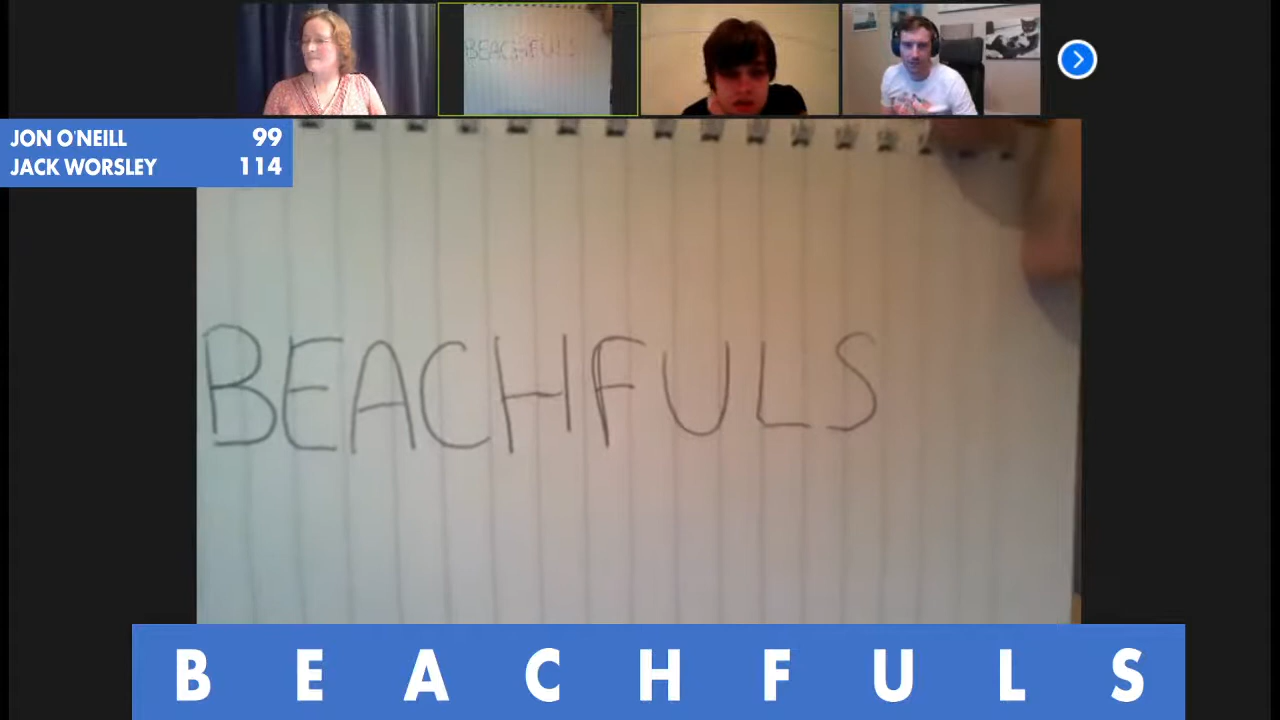 BEACHFULS
JON O'NEILL 99
JACK WORSLEY 114
BEACHFULS
B E A C H F U L S